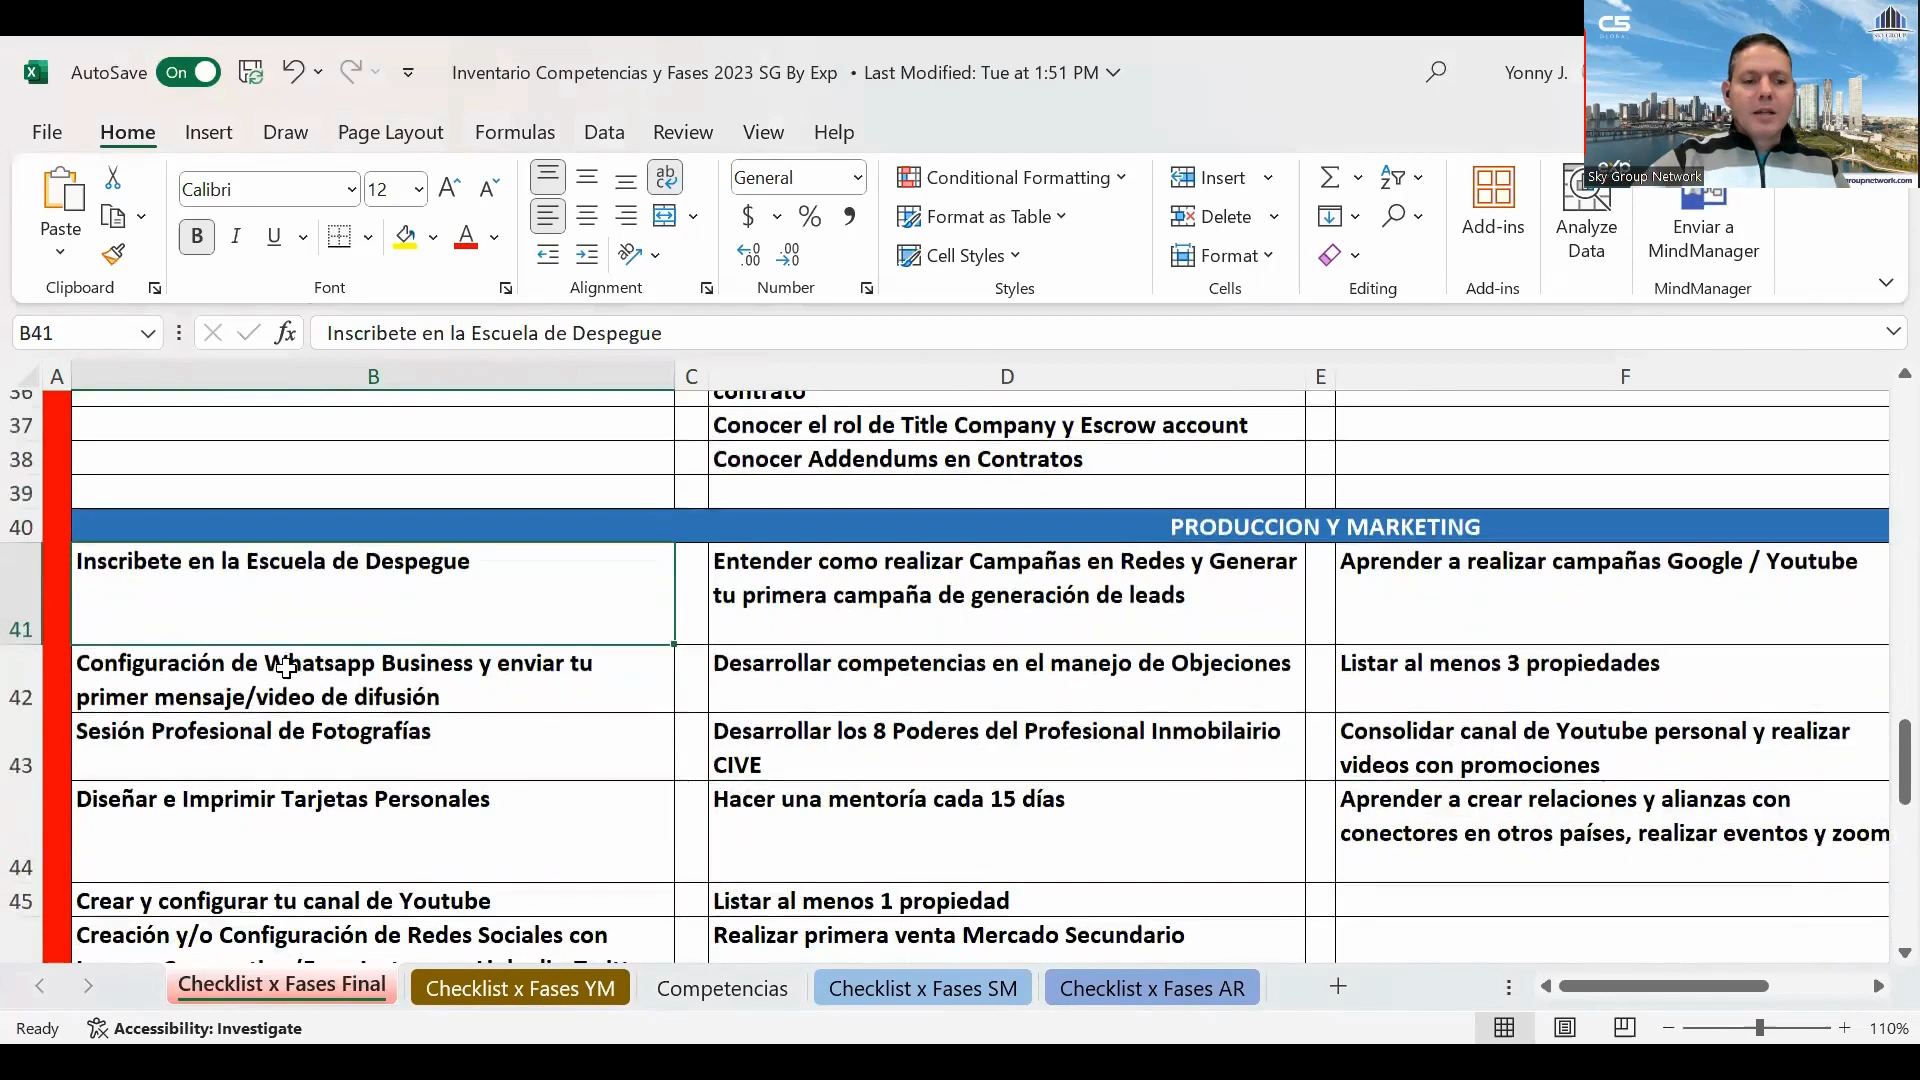 C5
GLOBAL
SKY GROUP
AutoSave
On
Inventario Competencias y Fases 2023 SG By Exp • Last Modified: Tue at 1:51 PM
Yonny J.
File
Home
Insert
Draw
Page Layout
Formulas
Data
Review
View
Help
Sky Group Network
exp
groupnetwork.com
Paste
Clipboard
Calibri
12
B
I
U
Font
ab
Alignment
General
$
%
Number
Conditional Formatting
Format as Table
Cell Styles
Styles
Insert
Delete
Format
Cells
Editing
Add-ins
Add-ins
Analyze
Data
Enviar a
MindManager
MindManager
B41
fx
Inscribete en la Escuela de Despegue
A
B
C
D
E
F
36
contrato
37
Conocer el rol de Title Company y Escrow account
38
Conocer Addendums en Contratos
39
40
PRODUCCION Y MARKETING
41
Inscribete en la Escuela de Despegue
Entender como realizar Campañas en Redes y Generar
tu primera campaña de generación de leads
Aprender a realizar campañas Google / Youtube
42
Configuración de Whatsapp Business y enviar tu
primer mensaje/video de difusión
Desarrollar competencias en el manejo de Objeciones
Listar al menos 3 propiedades
43
Sesión Profesional de Fotografías
Desarrollar los 8 Poderes del Profesional Inmobilairio
CIVE
Consolidar canal de Youtube personal y realizar
videos con promociones
44
Diseñar e Imprimir Tarjetas Personales
Hacer una mentoría cada 15 días
Aprender a crear relaciones y alianzas con
conectores en otros países, realizar eventos y zoom
45
Crear y configurar tu canal de Youtube
Listar al menos 1 propiedad
Creación y/o Configuración de Redes Sociales con
Realizar primera venta Mercado Secundario
Checklist x Fases Final
Checklist x Fases YM
Competencias
Checklist x Fases SM
Checklist x Fases AR
Ready
Accessibility: Investigate
110%